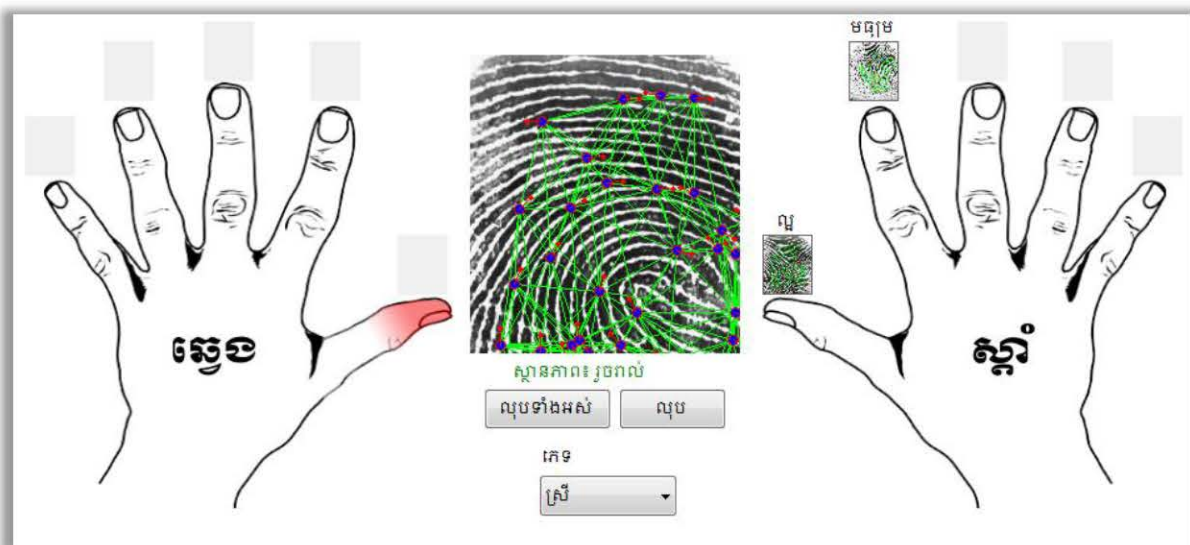 មធ្យម
ល្អ
ឆ្វេង
ស្តាំ
ស្ថានភាព៖ រួចរាល់
លុបទាំងអស់
លុប
ភេទ
ស្រី